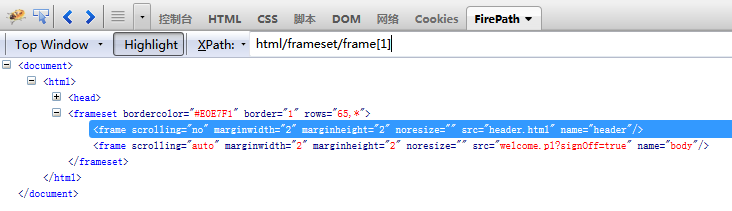 控制台 HTML CSS 脚本 DOM 网络 Cookies FirePath
Top Window Highlight XPath: html/frameset/frame[1]
<document>
<html>
<head>
<frameset bordercolor="#E0E7F1" border="1" rows="65,*">
<frame scrolling="no" marginwidth="2" marginheight="2" noresize="" src="header.html" name="header"/>
<frame scrolling="auto" marginwidth="2" marginheight="2" noresize="" src="welcome.pl?signOff=true" name="body"/>
</frameset>
</html>
</document>